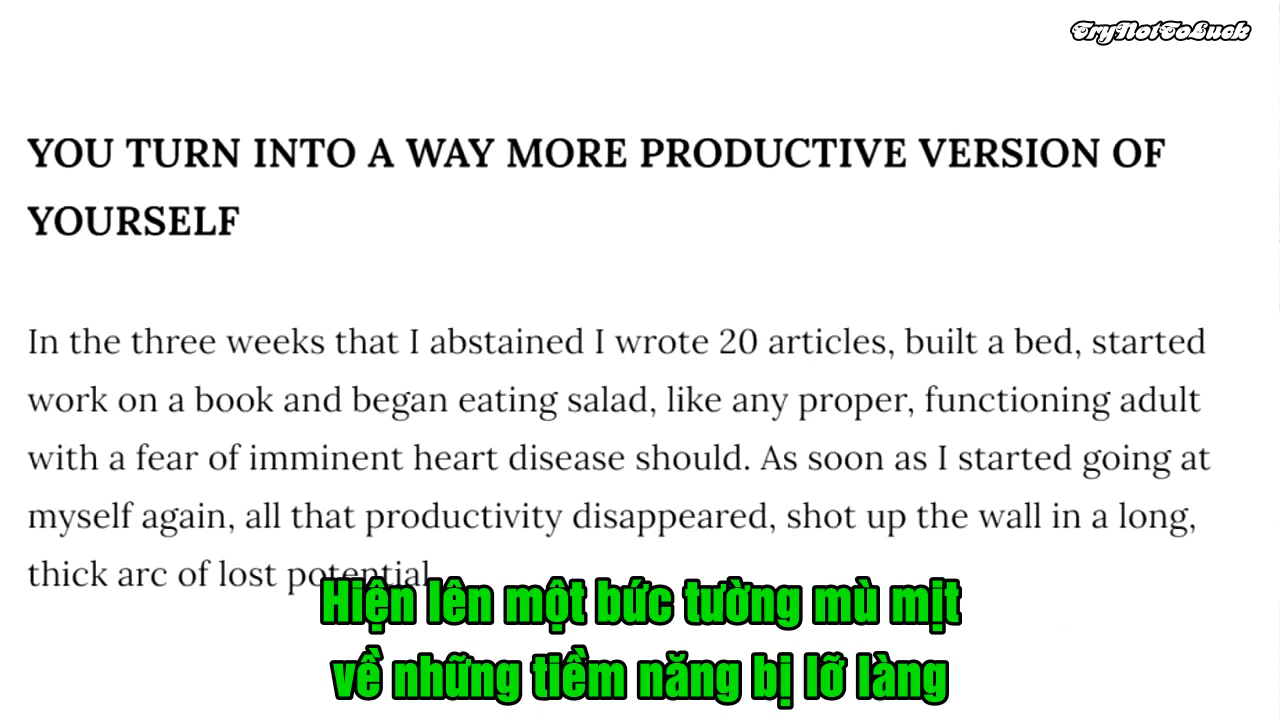 TryNotToLuck
YOU TURN INTO A WAY MORE PRODUCTIVE VERSION OF
YOURSELF
In the three weeks that I abstained I wrote 20 articles, built a bed, started
work on a book and began eating salad, like any proper, functioning adult
with a fear of imminent heart disease should. As soon as I started going at
myself again, all that productivity disappeared, shot up the wall in a long,
thick arc of lost potential.
Hiện lên một bức tường mù mịt
về những tiềm năng bị lỡ làng